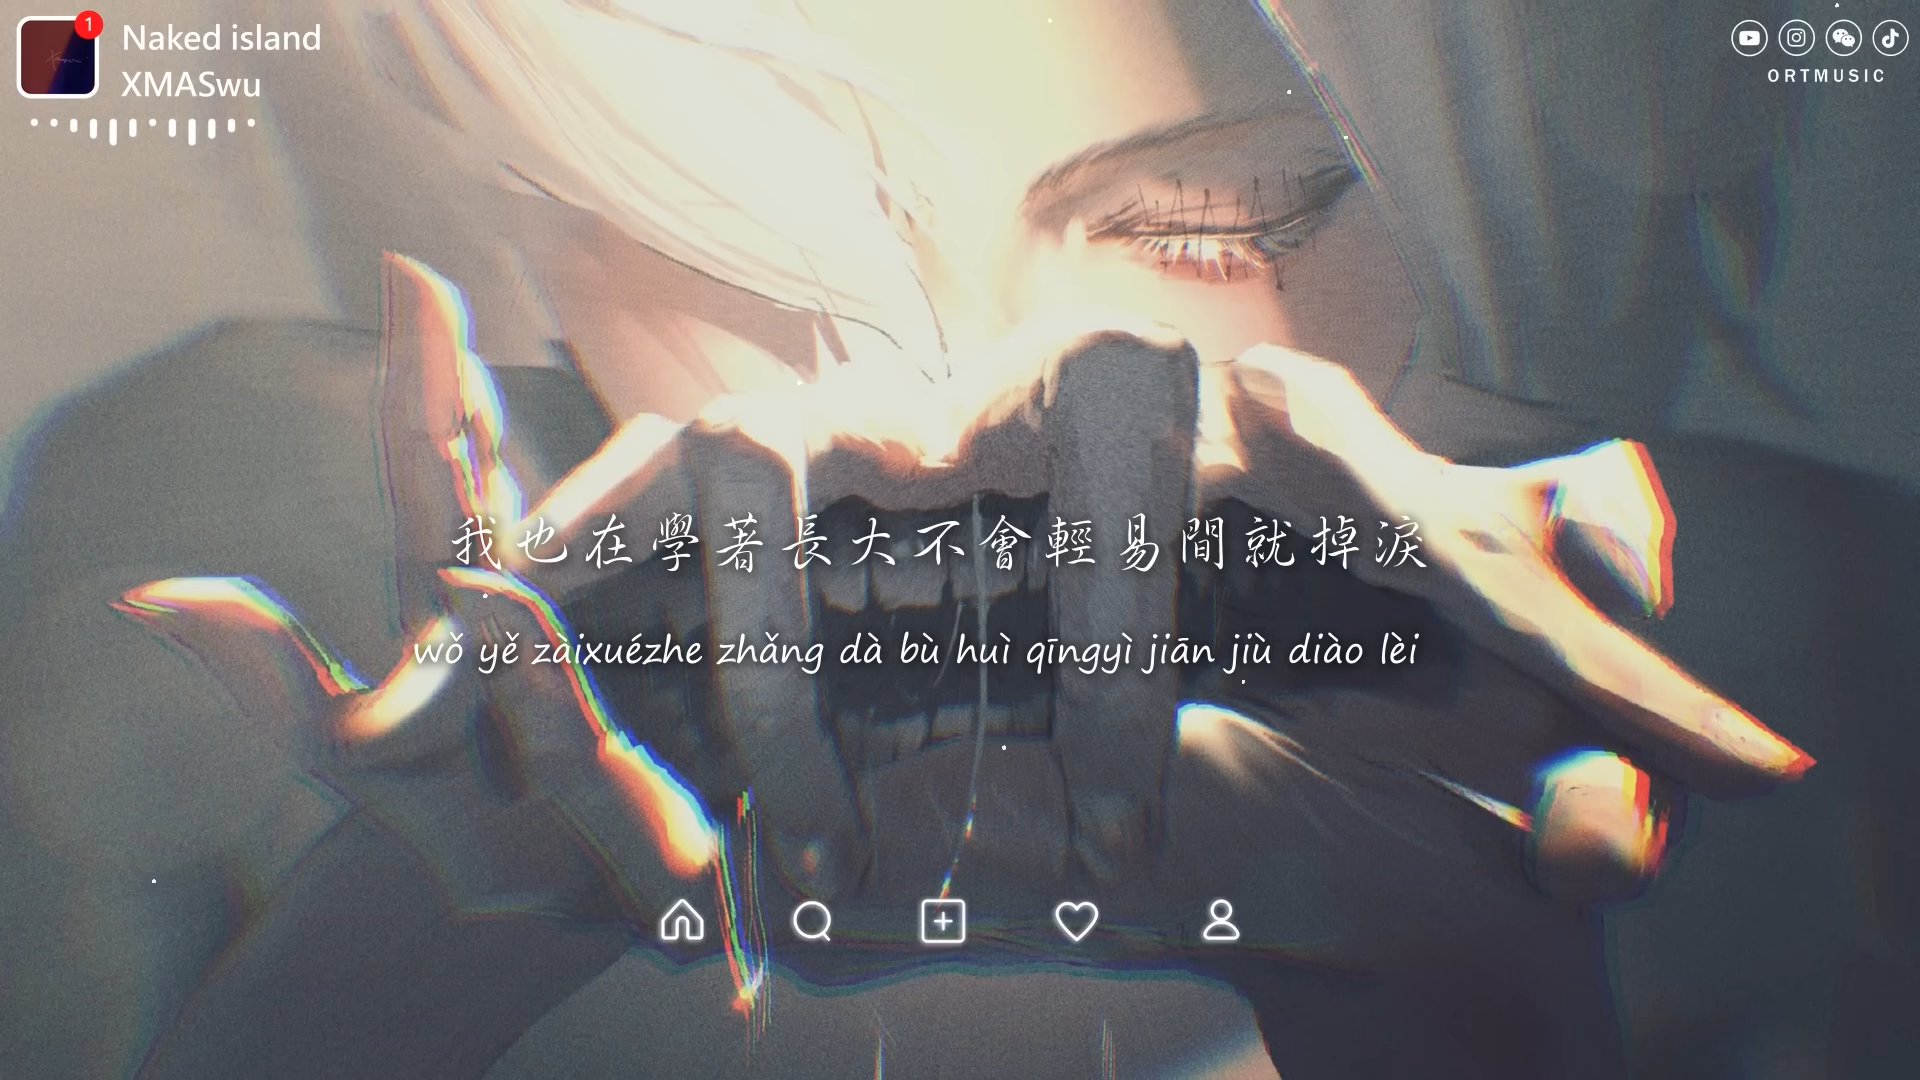 1
Naked island
XMASwu
ORTMUSIC
我也在學著長大不會輕易間就掉淚
wǒ yě zàixuézhe zhǎng dà bù huì qīngyì jiān jiù diào lèi